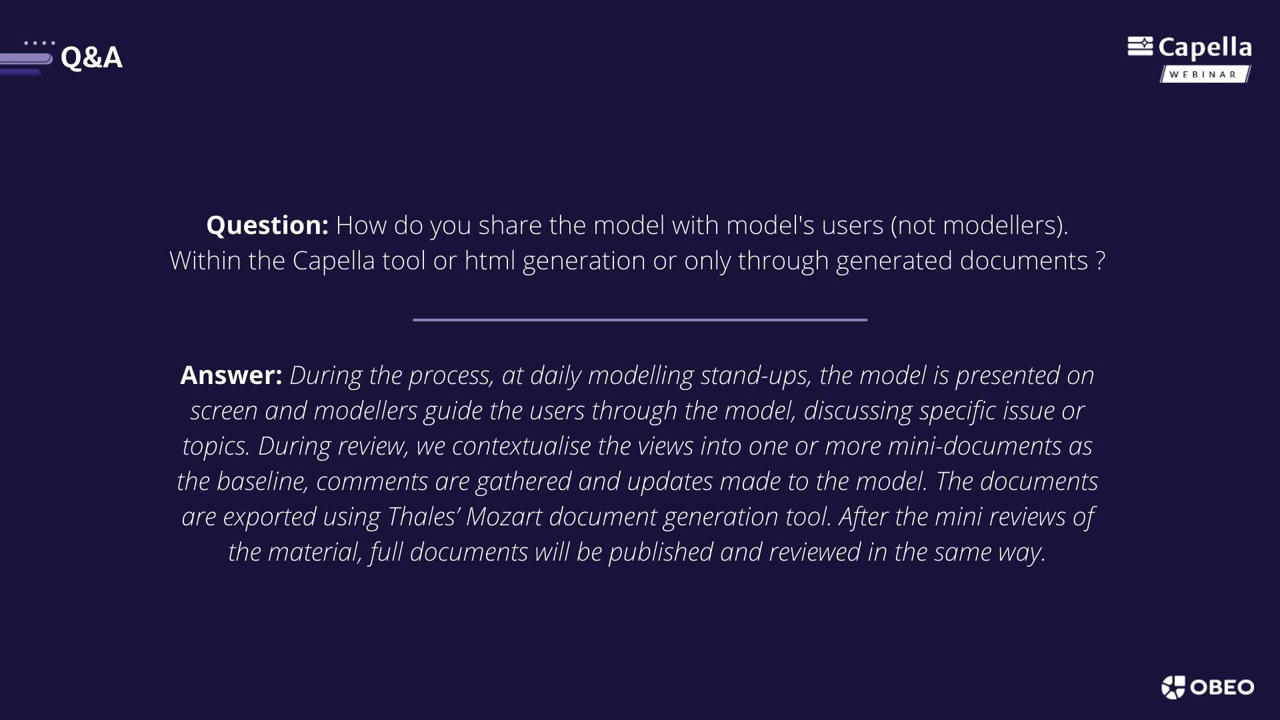 Q&A
Capella
WEBINAR
Question: How do you share the model with model's users (not modellers).
Within the Capella tool or html generation or only through generated documents ?
Answer: During the process, at daily modelling stand-ups, the model is presented on
screen and modellers guide the users through the model, discussing specific issue or
topics. During review, we contextualise the views into one or more mini-documents as
the baseline, comments are gathered and updates made to the model. The documents
are exported using Thales’ Mozart document generation tool. After the mini reviews of
the material, full documents will be published and reviewed in the same way.
OBEO